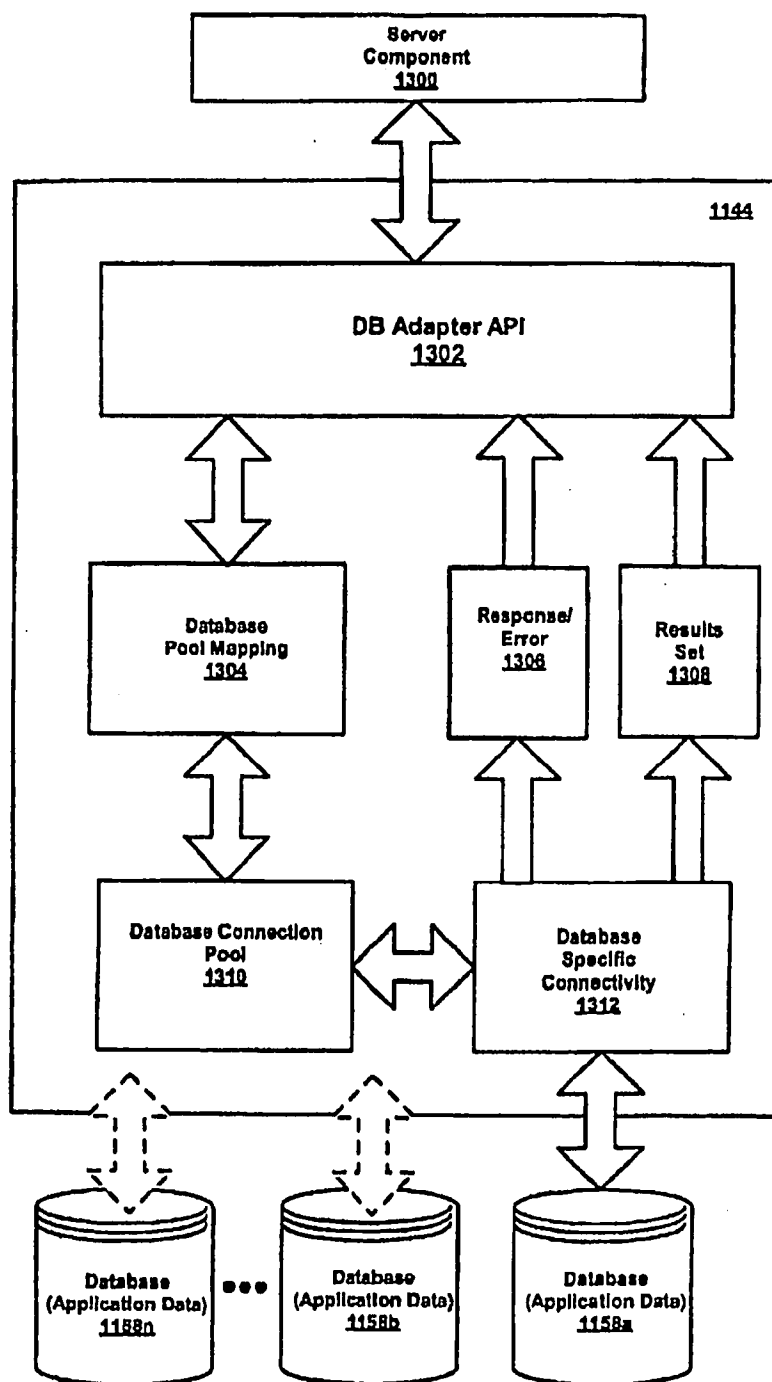 Server
Component
1300
1144
DB Adapter API
1302
Database
Pool Mapping
1304
Response/
Error
1306
Results
Set
1308
Database Connection
Pool
1310
Database
Specific
Connectivity
1312
Database
(Application Data)
1158n
Database
(Application Data)
1158b
Database
(Application Data)
1158a